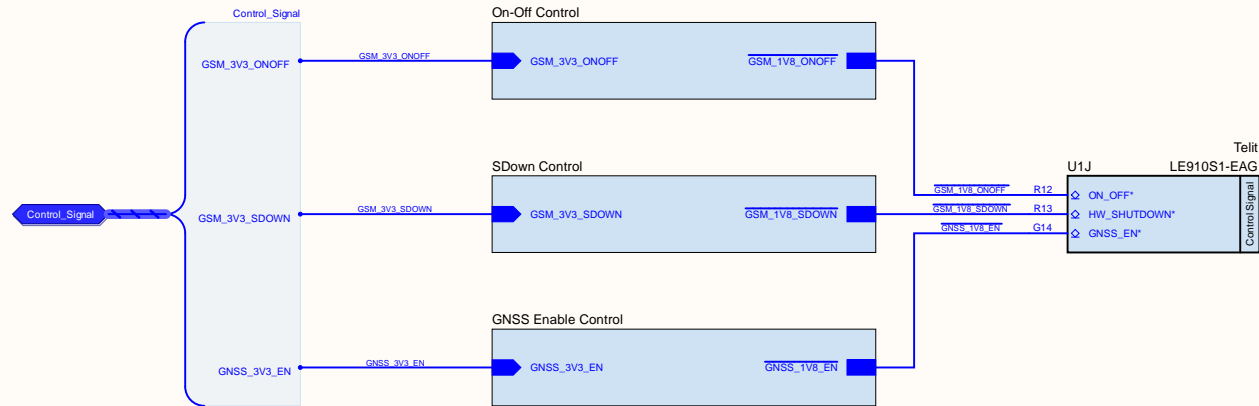 Control_Signal
On-Off Control
GSM_3V3_ONOFF
GSM_3V3_ONOFF
GSM_3V3_ONOFF
GSM_1V8_ONOFF
Telit
SDown Control
U1J
LE910S1-EAG
GSM_1V8_ONOFF
R12
ON_OFF*
Control_Signal
GSM_3V3_SDOWN
GSM_3V3_SDOWN
GSM_3V3_SDOWN
GSM_1V8_SDOWN
GSM_1V8_SDOWN
R13
HW_SHUTDOWN*
GNSS_1V8_EN
G14
GNSS_EN*
Control Signal
GNSS Enable Control
GNSS_3V3_EN
GNSS_3V3_EN
GNSS_3V3_EN
GNSS_1V8_EN